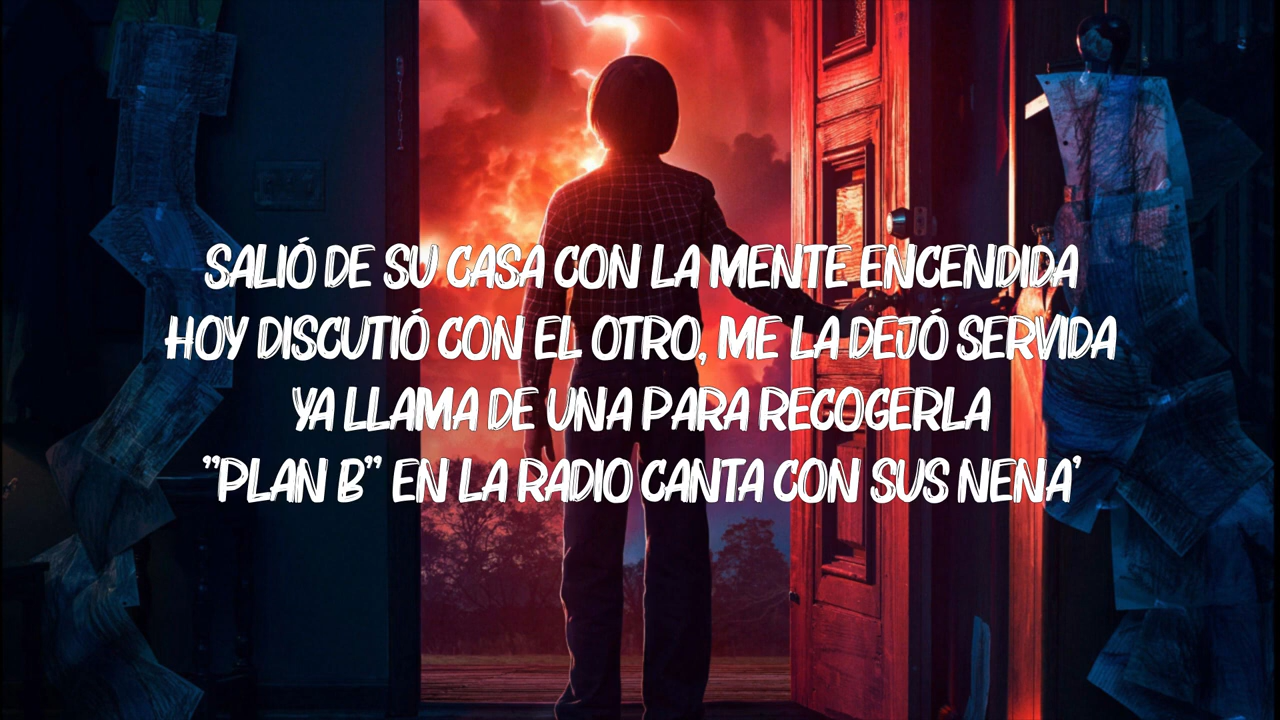 SALIÓ DE SU CASA CON LA MENTE ENCENDIDA
HOY DISCUTIÓ CON EL OTRO, ME LA DEJÓ SERVIDA
YA LLAMA DE UNA PARA RECOGERLA
"PLAN B" EN LA RADIO CANTA CON SUS NENA'